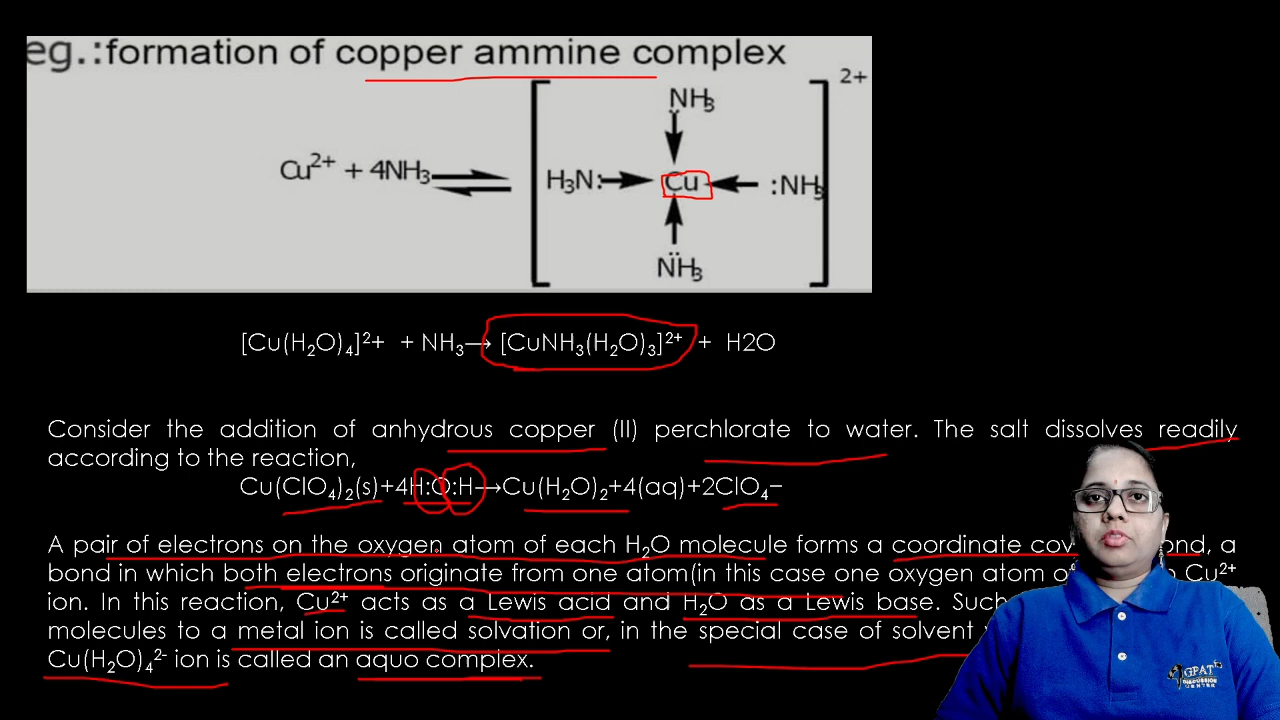 eg.:formation of copper ammine complex
2+
NH₃
Cu²⁺ + 4NH₃ H₃N: Cu :NH₃
N̈H₃
[Cu(H₂O)₄]²+ + NH₃→ [CuNH₃(H₂O)₃]²⁺ + H2O
Consider the addition of anhydrous copper (II) perchlorate to water. The salt dissolves readily
according to the reaction,
Cu(ClO₄)₂(s)+4H:O:H→Cu(H₂O)₂+4(aq)+2ClO₄−
A pair of electrons on the oxygen atom of each H₂O molecule forms a coordinate , a
bond in which both electrons originate from one atom(in this case one oxygen atom Cu²⁺
ion. In this reaction, Cu²⁺ acts as a Lewis acid and H₂O as a Lewis base. Such
molecules to a metal ion is called solvation or, in the special case of solvent
Cu(H₂O)₄²⁻ ion is called an aquo complex.
GPAT
DISCUSSION
CENTER